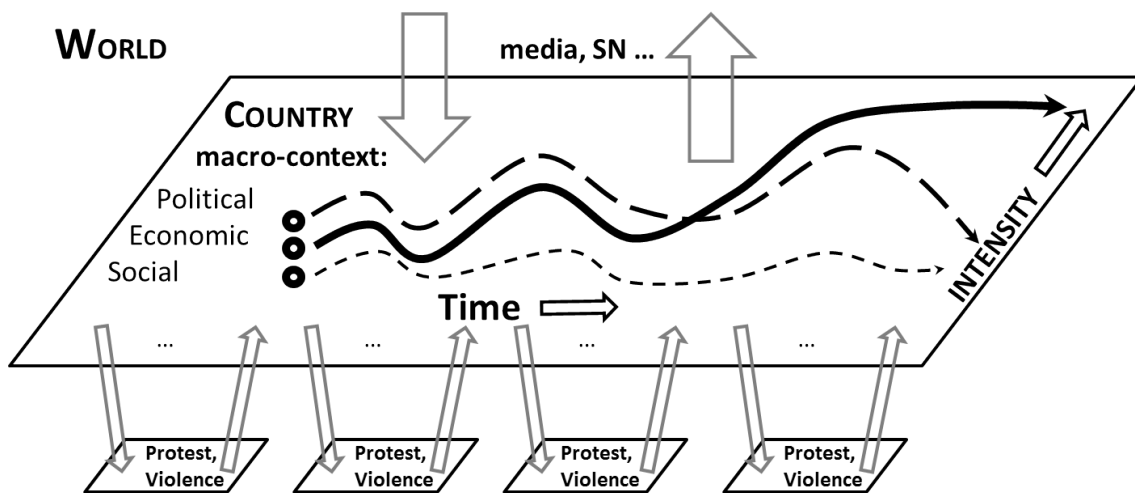 WORLD
media, SN ...
COUNTRY
macro-context:
Political
Economic
Social
INTENSITY
Time
... ... ... ...
Protest, Protest, Protest, Protest,
Violence Violence Violence Violence